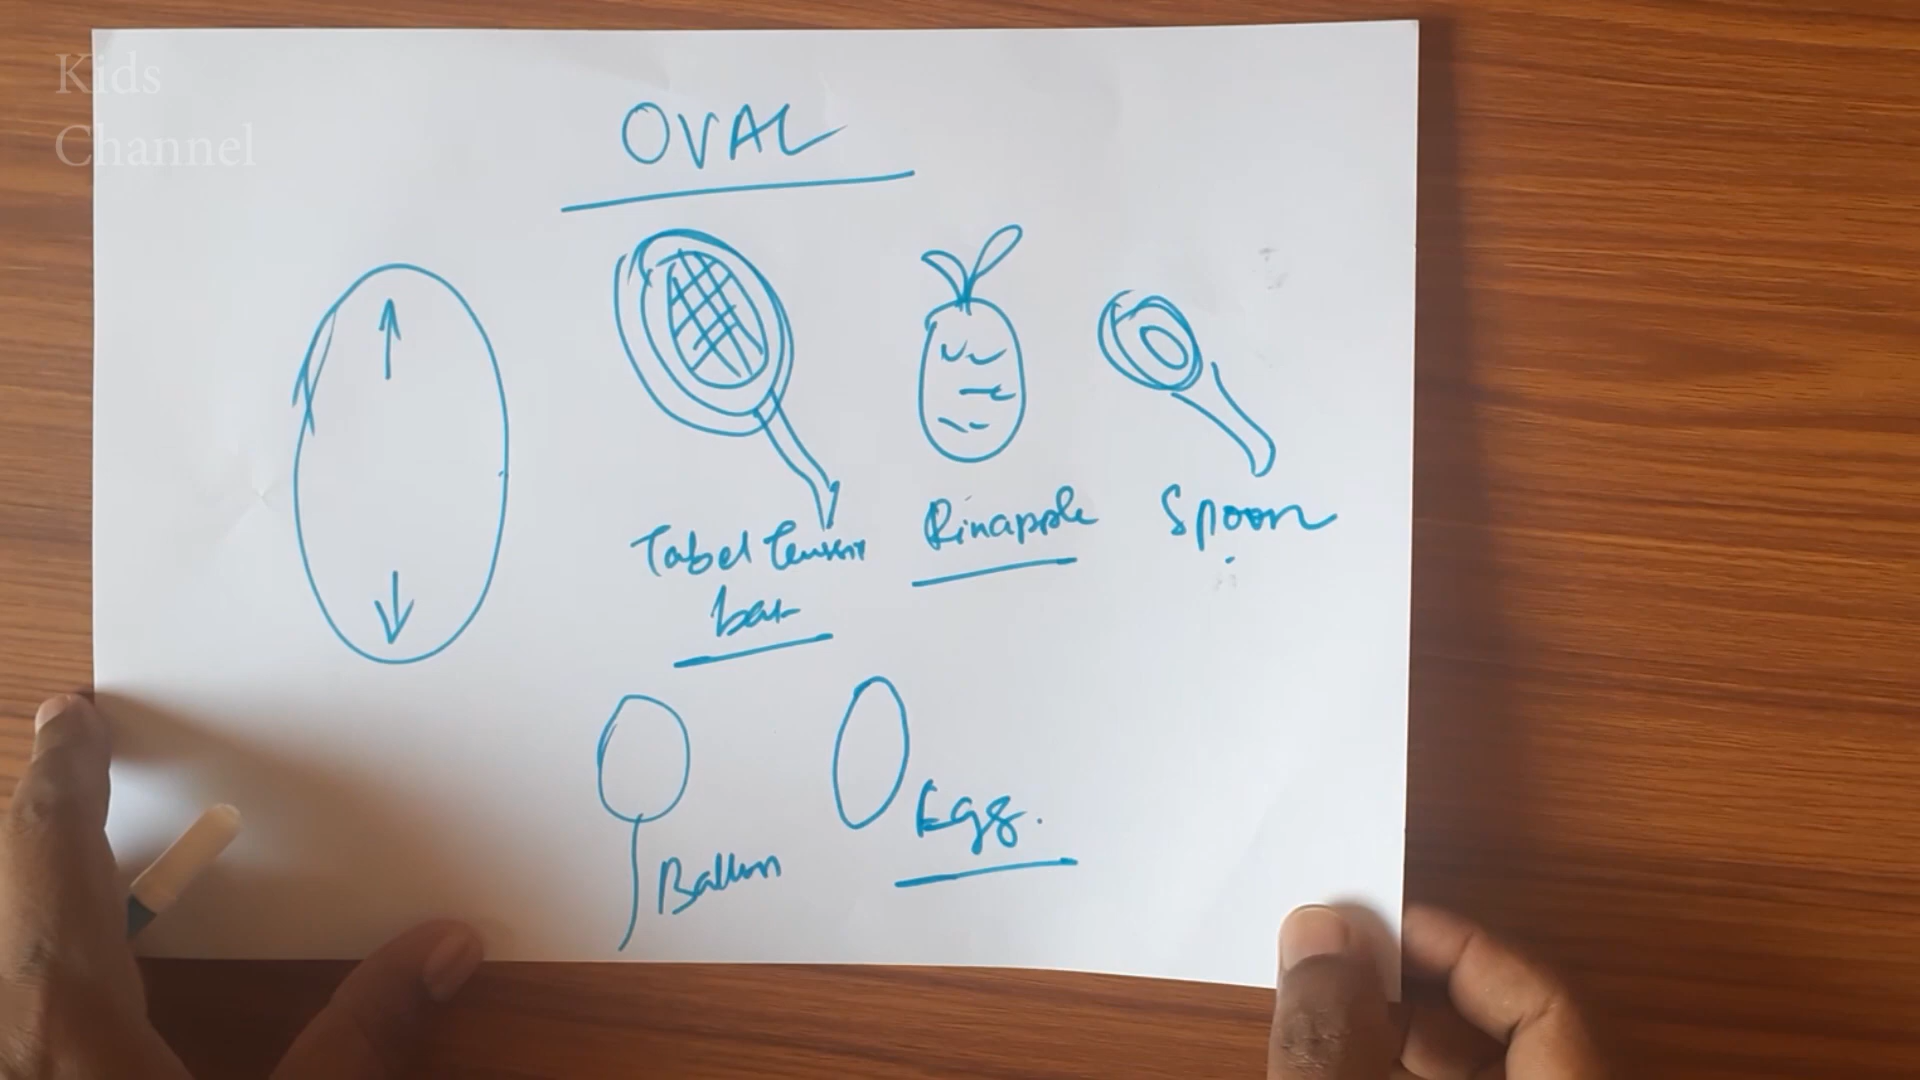 Kids
Channel
OVAL
Tabel tennis
bat
Pinapple
Spoon
Ballon
Egg.